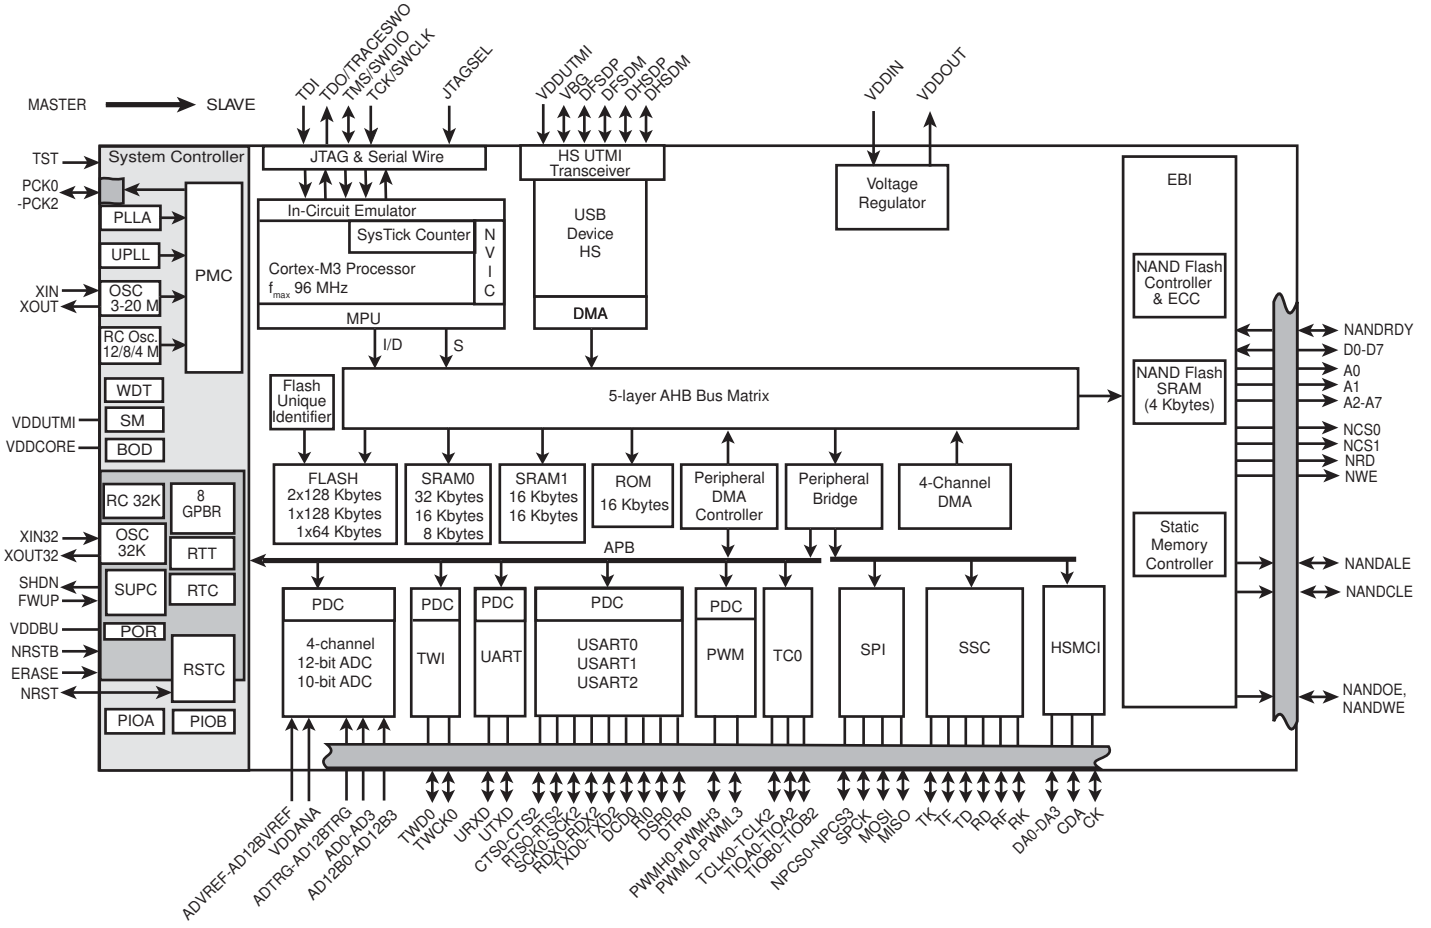 TDI
TDO/TRACESWO
TMS/SWDIO
TCK/SWCLK
JTAGSEL
VDDUTMI
VBG
DFSDP
DFSDM
DHSDP
DHSDM
VDDIN
VDDOUT
MASTER
SLAVE
TST
PCK0
-PCK2
XIN
XOUT
VDDUTMI
VDDCORE
XIN32
XOUT32
SHDN
FWUP
VDDBU
NRSTB
ERASE
NRST
System Controller
PLLA
UPLL
OSC
3-20 M
RC Osc.
12/8/4 M
PMC
WDT
SM
BOD
RC 32K
8
GPBR
OSC
32K
RTT
SUPC
RTC
POR
RSTC
PIOA
PIOB
JTAG & Serial Wire
In-Circuit Emulator
SysTick Counter
N
V
I
C
Cortex-M3 Processor
fmax 96 MHz
MPU
I/D
S
HS UTMI
Transceiver
USB
Device
HS
DMA
Voltage
Regulator
EBI
NAND Flash
Controller
& ECC
NAND Flash
SRAM
(4 Kbytes)
Static
Memory
Controller
Flash
Unique
Identifier
5-layer AHB Bus Matrix
FLASH
2x128 Kbytes
1x128 Kbytes
1x64 Kbytes
SRAM0
32 Kbytes
16 Kbytes
8 Kbytes
SRAM1
16 Kbytes
16 Kbytes
ROM
16 Kbytes
Peripheral
DMA
Controller
Peripheral
Bridge
4-Channel
DMA
APB
PDC
4-channel
12-bit ADC
10-bit ADC
PDC
TWI
PDC
UART
PDC
USART0
USART1
USART2
PDC
PWM
TC0
SPI
SSC
HSMCI
NANDRDY
D0-D7
A0
A1
A2-A7
NCS0
NCS1
NRD
NWE
NANDALE
NANDCLE
NANDOE,
NANDWE
ADVREF-AD12BVREF
VDDANA
ADTRG-AD12BTRG
AD0-AD3
AD12B0-AD12B3
TWD0
TWCK0
URXD
UTXD
CTS0-CTS2
RTS0-RTS2
SCK0-SCK2
RDX0-RDX2
TXD0-TXD2
DCD0
RI0
DSR0
DTR0
PWMH0-PWMH3
PWML0-PWML3
TCLK0-TCLK2
TIOA0-TIOA2
TIOB0-TIOB2
NPCS0-NPCS3
SPCK
MOSI
MISO
TK
TF
TD
RD
RF
RK
DA0-DA3
CDA
CK